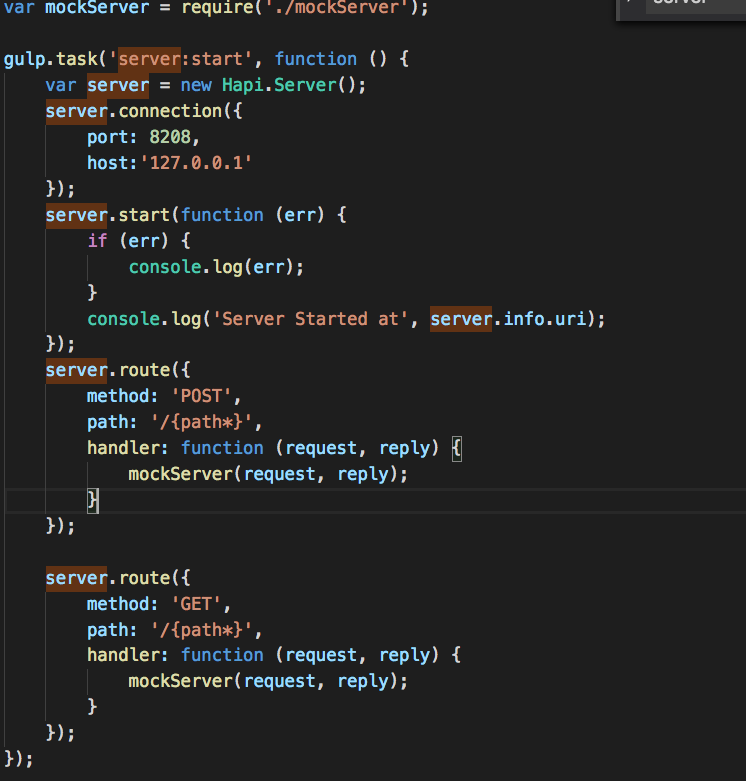 var mockServer = require('./mockServer');
gulp.task('server:start', function () {
    var server = new Hapi.Server();
    server.connection({
        port: 8208,
        host:'127.0.0.1'
    });
    server.start(function (err) {
        if (err) {
            console.log(err);
        }
        console.log('Server Started at', server.info.uri);
    });
    server.route({
        method: 'POST',
        path: '/{path*}',
        handler: function (request, reply) {
            mockServer(request, reply);
        }
    });
    server.route({
        method: 'GET',
        path: '/{path*}',
        handler: function (request, reply) {
            mockServer(request, reply);
        }
    });
});